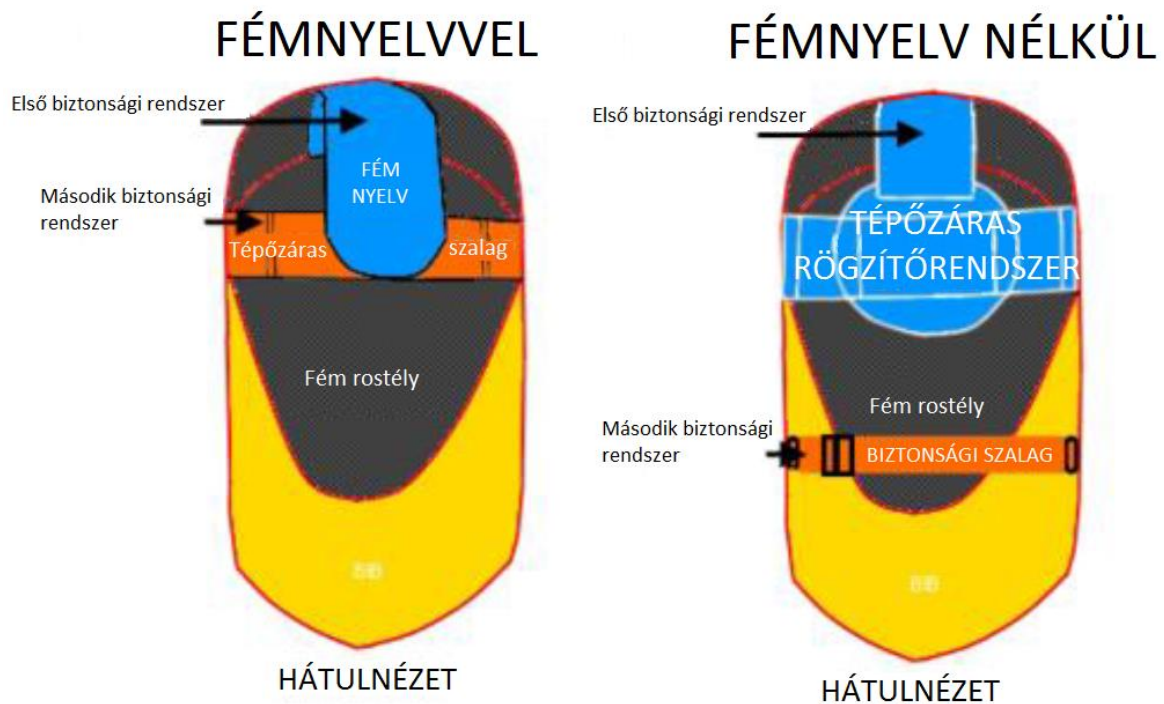 FÉMNYELVVEL
Első biztonsági rendszer
FÉM
NYELV
Második biztonsági
rendszer
Tépőzáras szalag
Fém rostély
HÁTULNÉZET
FÉMNYELV NÉLKÜL
Első biztonsági rendszer
TÉPŐZÁRAS
RÖGZÍTŐRENDSZER
Fém rostély
Második biztonsági
rendszer
BIZTONSÁGI SZALAG
HÁTULNÉZET